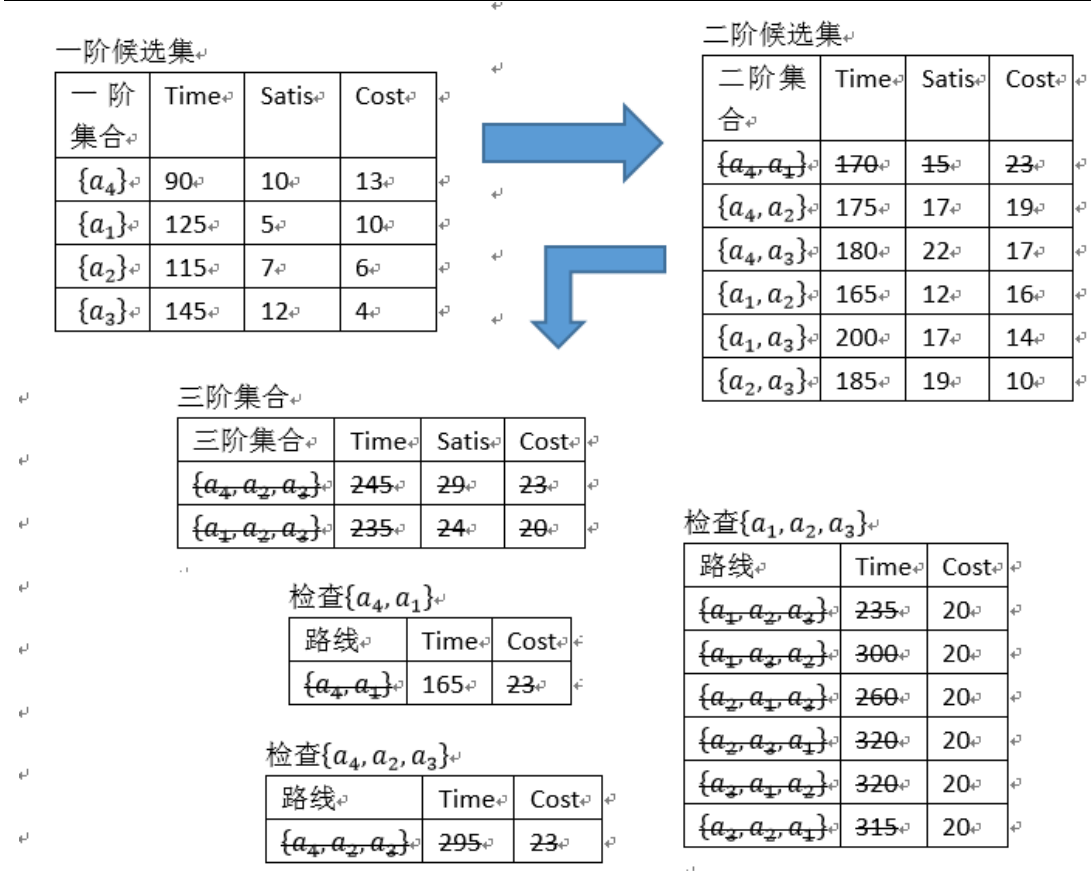 一阶候选集
一阶集合 Time Satis Cost
{a₄} 90 10 13
{a₁} 125 5 10
{a₂} 115 7 6
{a₃} 145 12 4
二阶候选集
二阶集合 Time Satis Cost
{a₄, a₁} 170 15 23
{a₄, a₂} 175 17 19
{a₄, a₃} 180 22 17
{a₁, a₂} 165 12 16
{a₁, a₃} 200 17 14
{a₂, a₃} 185 19 10
三阶集合
三阶集合 Time Satis Cost
{a₄, a₂, a₃} 245 29 23
{a₁, a₂, a₃} 235 24 20
检查{a₄, a₁}
路线 Time Cost
{a₄, a₁} 165 23
检查{a₄, a₂, a₃}
路线 Time Cost
{a₄, a₂, a₃} 295 23
检查{a₁, a₂, a₃}
路线 Time Cost
{a₁, a₂, a₃} 235 20
{a₁, a₃, a₂} 300 20
{a₂, a₁, a₃} 260 20
{a₂, a₃, a₁} 320 20
{a₃, a₁, a₂} 320 20
{a₃, a₂, a₁} 315 20